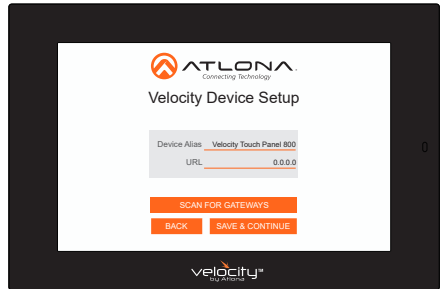 ATLONA.
Connecting Technology
Velocity Device Setup
Device Alias Velocity Touch Panel 800
URL 0.0.0.0
SCAN FOR GATEWAYS
BACK SAVE & CONTINUE
velocity™
by Atlona